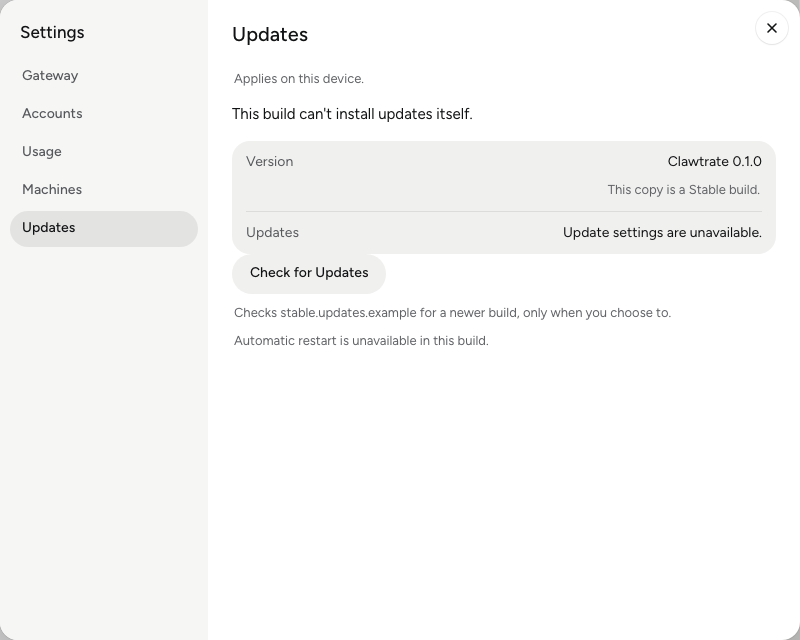 Settings
Gateway
Accounts
Usage
Machines
Updates
Updates
Applies on this device.
This build can't install updates itself.
Version
Clawtrate 0.1.0
This copy is a Stable build.
Updates
Update settings are unavailable.
Check for Updates
Checks stable.updates.example for a newer build, only when you choose to.
Automatic restart is unavailable in this build.